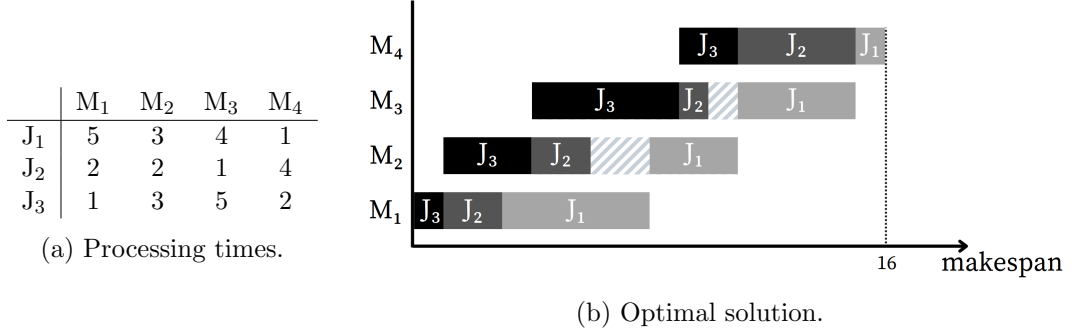 M₁ M₂ M₃ M₄
J₁ 5 3 4 1
J₂ 2 2 1 4
J₃ 1 3 5 2
(a) Processing times.
M₄ J₃ J₂ J₁
M₃ J₃ J₂ J₁
M₂ J₃ J₂ J₁
M₁ J₃ J₂ J₁
16
makespan
(b) Optimal solution.